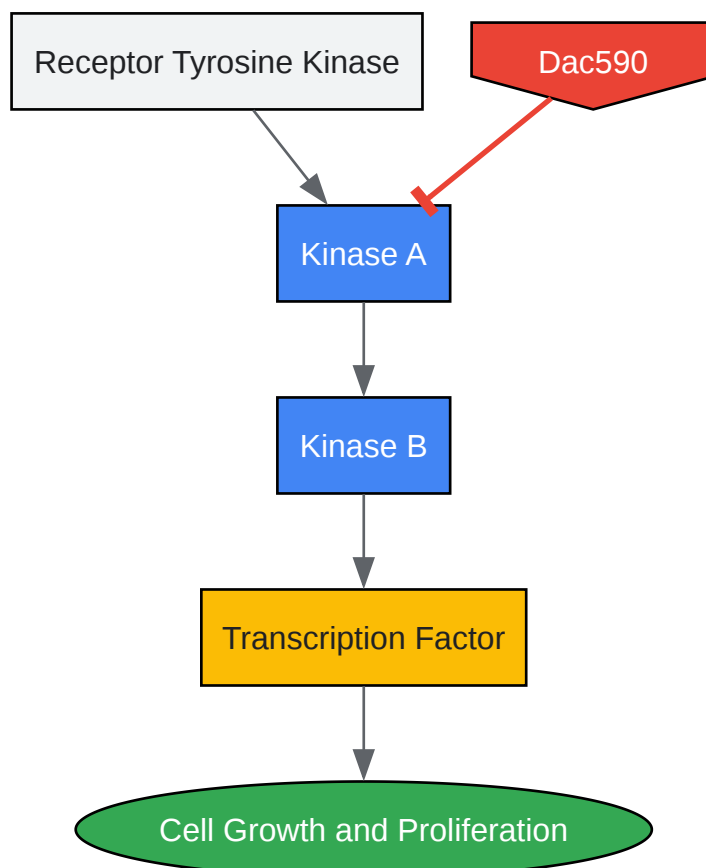 Receptor Tyrosine Kinase
Dac590
Kinase A
Kinase B
Transcription Factor
Cell Growth and Proliferation